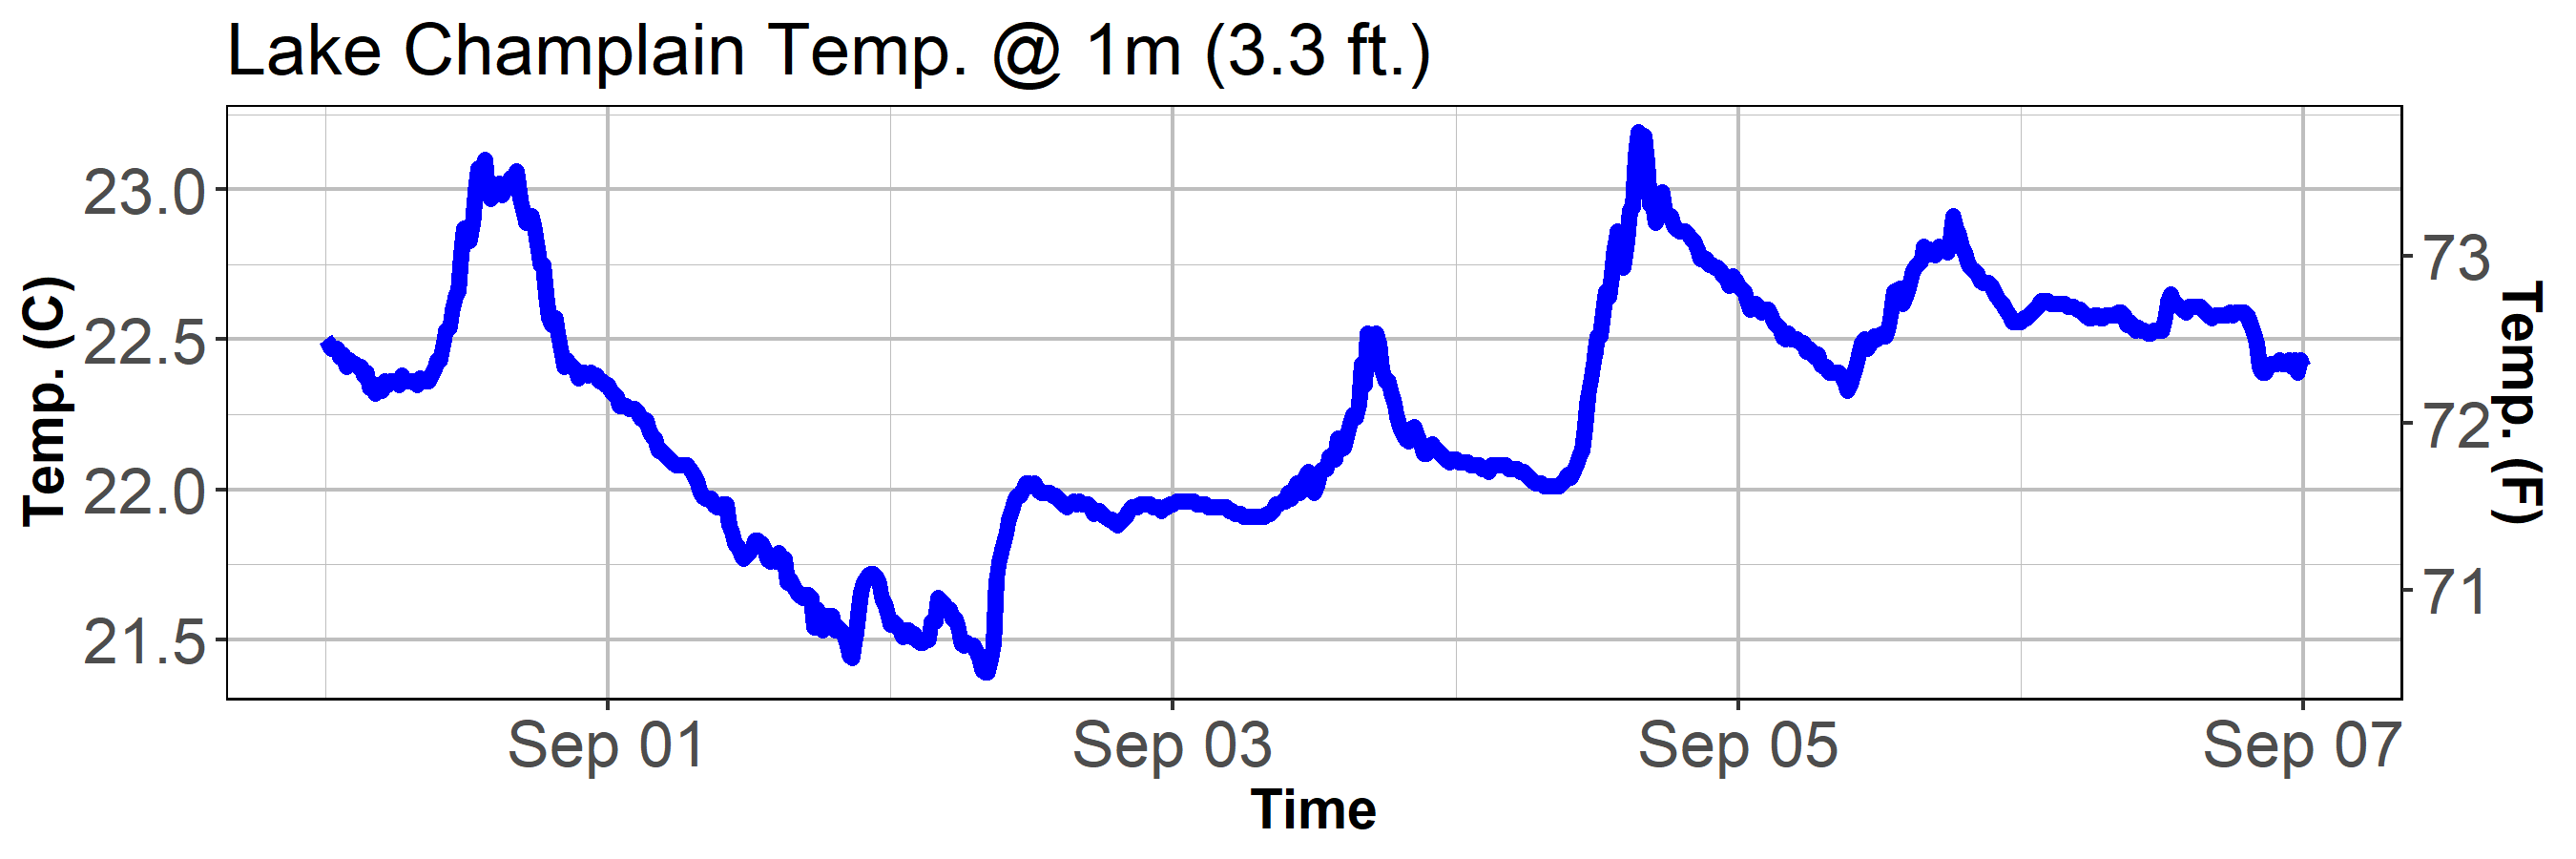 Lake Champlain Temp. @ 1m (3.3 ft.)
Temp. (C)
23.0
22.5
22.0
21.5
73
72
71
Temp. (F)
Sep 01 Sep 03 Sep 05 Sep 07
Time